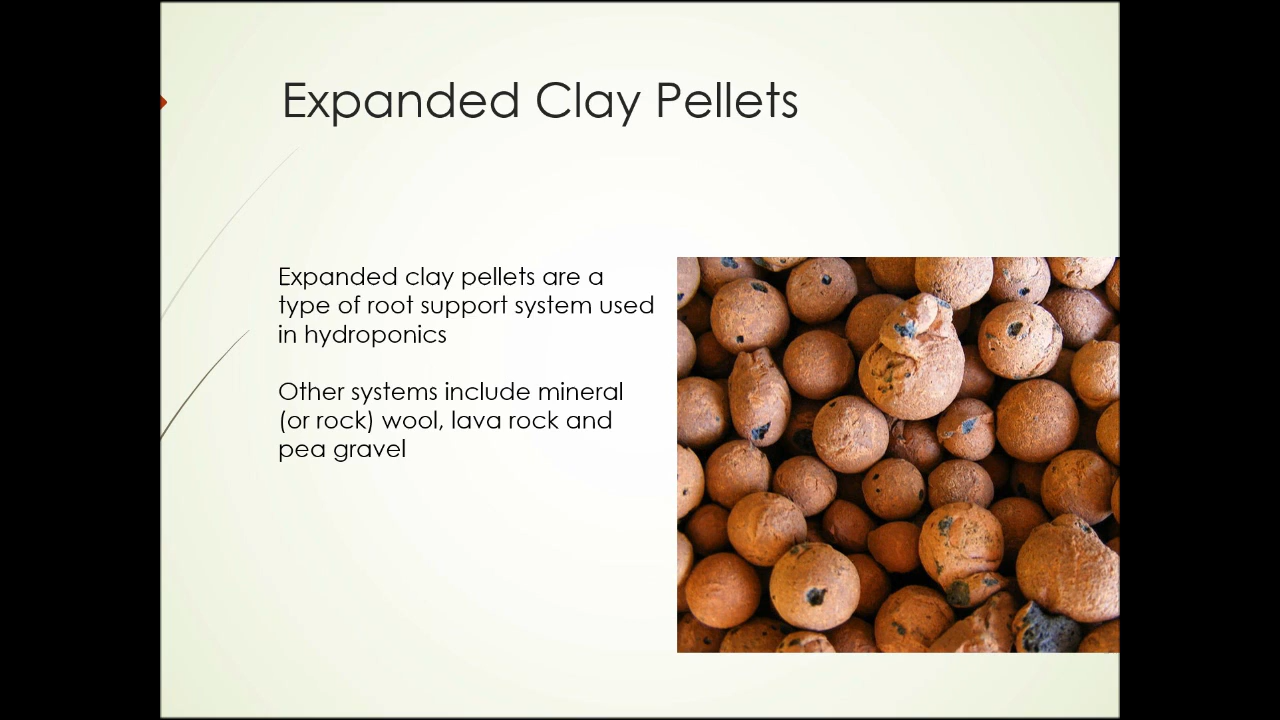 Expanded Clay Pellets
Expanded clay pellets are a
type of root support system used
in hydroponics
Other systems include mineral
(or rock) wool, lava rock and
pea gravel